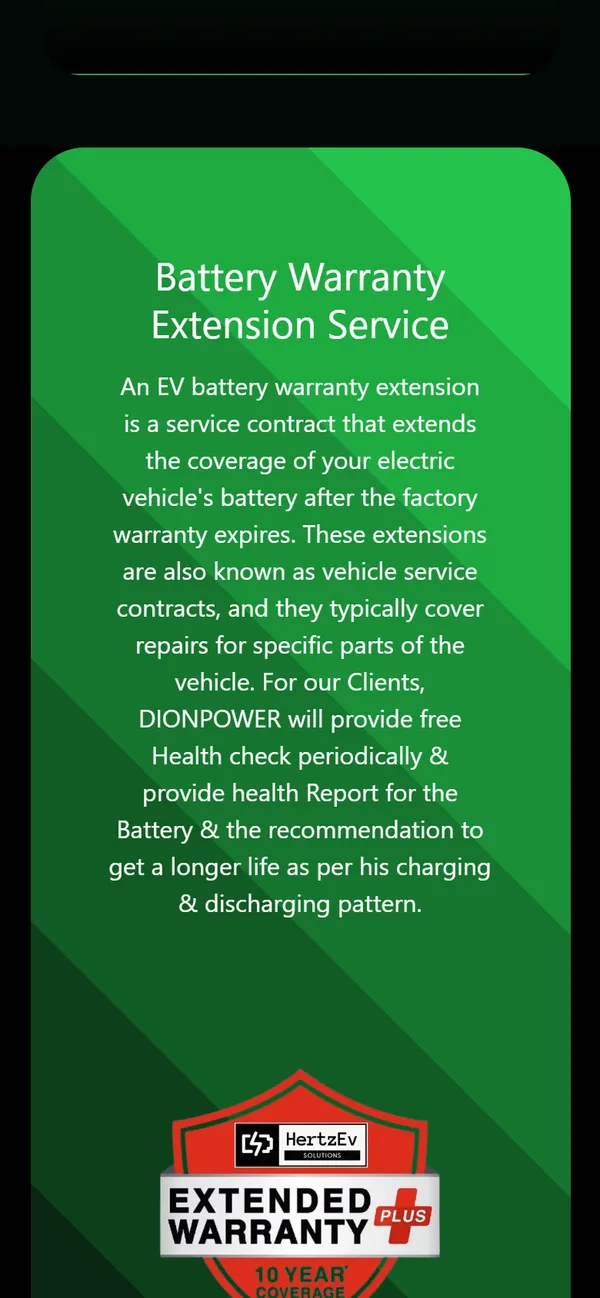 Battery Warranty
Extension Service
An EV battery warranty extension
is a service contract that extends
the coverage of your electric
vehicle's battery after the factory
warranty expires. These extensions
are also known as vehicle service
contracts, and they typically cover
repairs for specific parts of the
vehicle. For our Clients,
DIONPOWER will provide free
Health check periodically &
provide health Report for the
Battery & the recommendation to
get a longer life as per his charging
& discharging pattern.
HertzEv
SOLUTIONS
EXTENDED
WARRANTY PLUS
10 YEAR*
COVERAGE